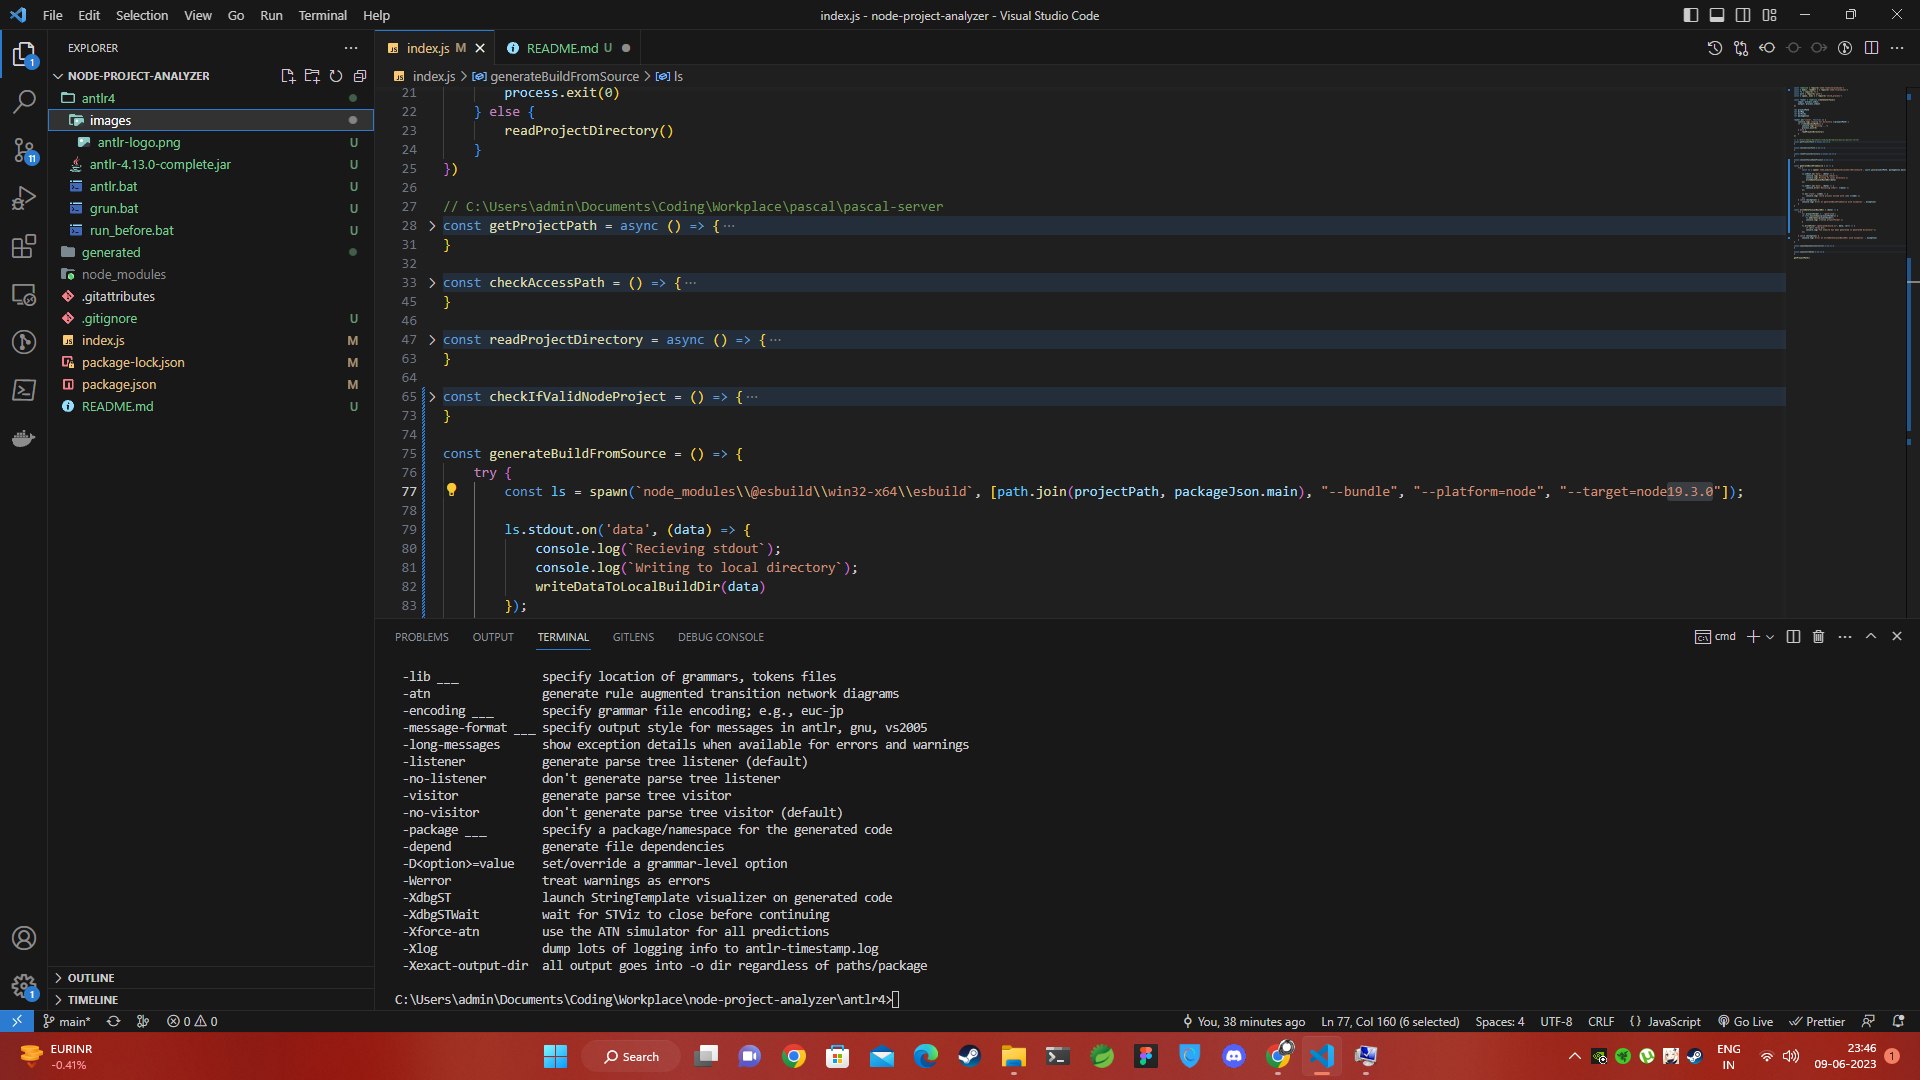 File Edit Selection View Go Run Terminal Help
index.js - node-project-analyzer - Visual Studio Code
EXPLORER
NODE-PROJECT-ANALYZER
antlr4
images
antlr-logo.png U
antlr-4.13.0-complete.jar U
antlr.bat U
grun.bat U
run_before.bat U
generated
node_modules
.gitattributes
.gitignore U
index.js M
package-lock.json M
package.json M
README.md U
OUTLINE
TIMELINE
1
11
1
index.js M
README.md U
index.js > generateBuildFromSource > ls
21 process.exit(0)
22 } else {
23 readProjectDirectory()
24 }
25 })
26
27 // C:\Users\admin\Documents\Coding\Workplace\pascal\pascal-server
28 const getProjectPath = async () => { ···
31 }
32
33 const checkAccessPath = () => { ···
45 }
46
47 const readProjectDirectory = async () => { ···
63 }
64
65 const checkIfValidNodeProject = () => { ···
73 }
74
75 const generateBuildFromSource = () => {
76 try {
77 const ls = spawn(`node_modules\\@esbuild\\win32-x64\\esbuild`, [path.join(projectPath, packageJson.main), "--bundle", "--platform=node", "--target=node19.3.0"]);
78
79 ls.stdout.on('data', (data) => {
80 console.log(`Recieving stdout`);
81 console.log(`Writing to local directory`);
82 writeDataToLocalBuildDir(data)
83 });
PROBLEMS OUTPUT TERMINAL GITLENS DEBUG CONSOLE
cmd
-lib ___ specify location of grammars, tokens files
-atn generate rule augmented transition network diagrams
-encoding ___ specify grammar file encoding; e.g., euc-jp
-message-format ___ specify output style for messages in antlr, gnu, vs2005
-long-messages show exception details when available for errors and warnings
-listener generate parse tree listener (default)
-no-listener don't generate parse tree listener
-visitor generate parse tree visitor
-no-visitor don't generate parse tree visitor (default)
-package ___ specify a package/namespace for the generated code
-depend generate file dependencies
-D<option>=value set/override a grammar-level option
-Werror treat warnings as errors
-XdbgST launch StringTemplate visualizer on generated code
-XdbgSTWait wait for STViz to close before continuing
-Xforce-atn use the ATN simulator for all predictions
-Xlog dump lots of logging info to antlr-timestamp.log
-Xexact-output-dir all output goes into -o dir regardless of paths/package
C:\Users\admin\Documents\Coding\Workplace\node-project-analyzer\antlr4>
main* 0 0
You, 38 minutes ago Ln 77, Col 160 (6 selected) Spaces: 4 UTF-8 CRLF {} JavaScript Go Live Prettier
EURINR
-0.41%
Search
ENG
IN
23:46
09-06-2023
1